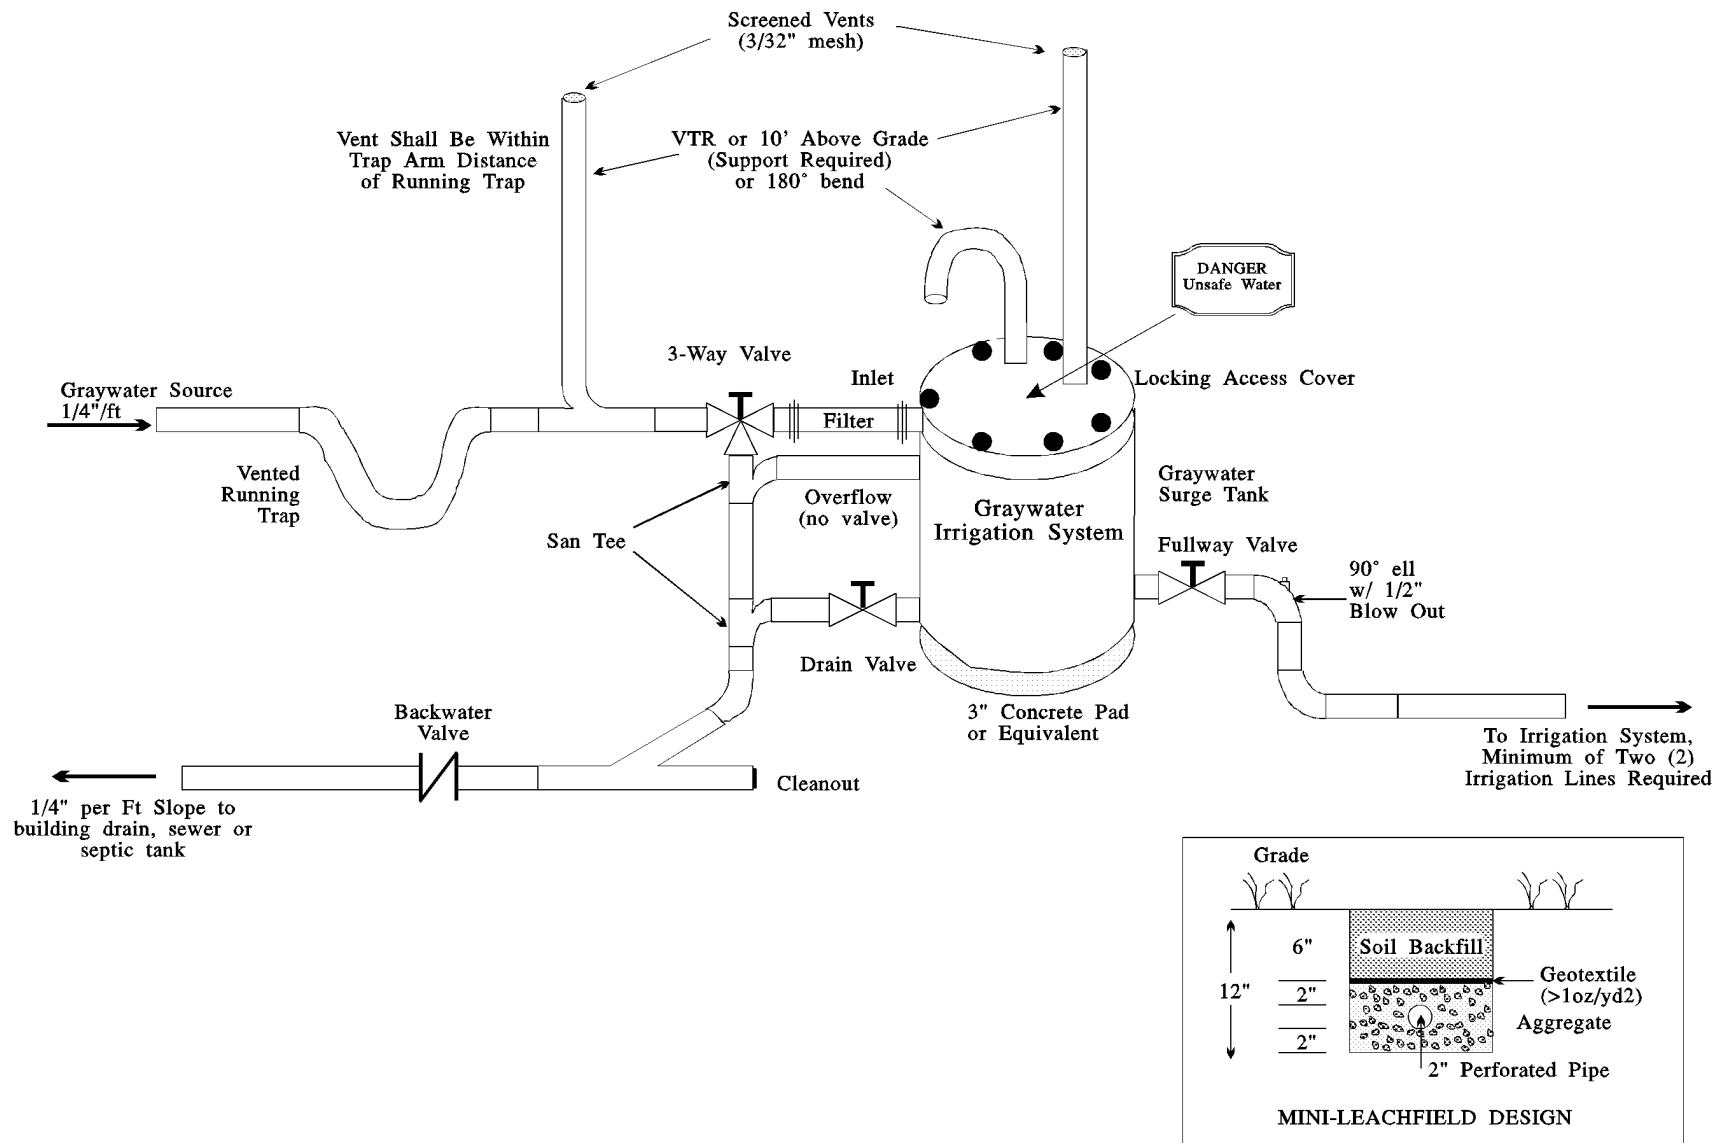 Screened Vents
(3/32" mesh)
Vent Shall Be Within
Trap Arm Distance
of Running Trap
VTR or 10' Above Grade
(Support Required)
or 180° bend
DANGER
Unsafe Water
3-Way Valve
Inlet
Locking Access Cover
Graywater Source
1/4"/ft
Filter
Vented
Running
Trap
Overflow
(no valve)
Graywater
Irrigation System
Graywater
Surge Tank
San Tee
Fullway Valve
90° ell
w/ 1/2"
Blow Out
Drain Valve
Backwater
Valve
3" Concrete Pad
or Equivalent
To Irrigation System,
Minimum of Two (2)
Irrigation Lines Required
Cleanout
1/4" per Ft Slope to
building drain, sewer or
septic tank
Grade
6"
Soil Backfill
12"
2"
Geotextile
(>1oz/yd2)
Aggregate
2"
2" Perforated Pipe
MINI-LEACHFIELD DESIGN